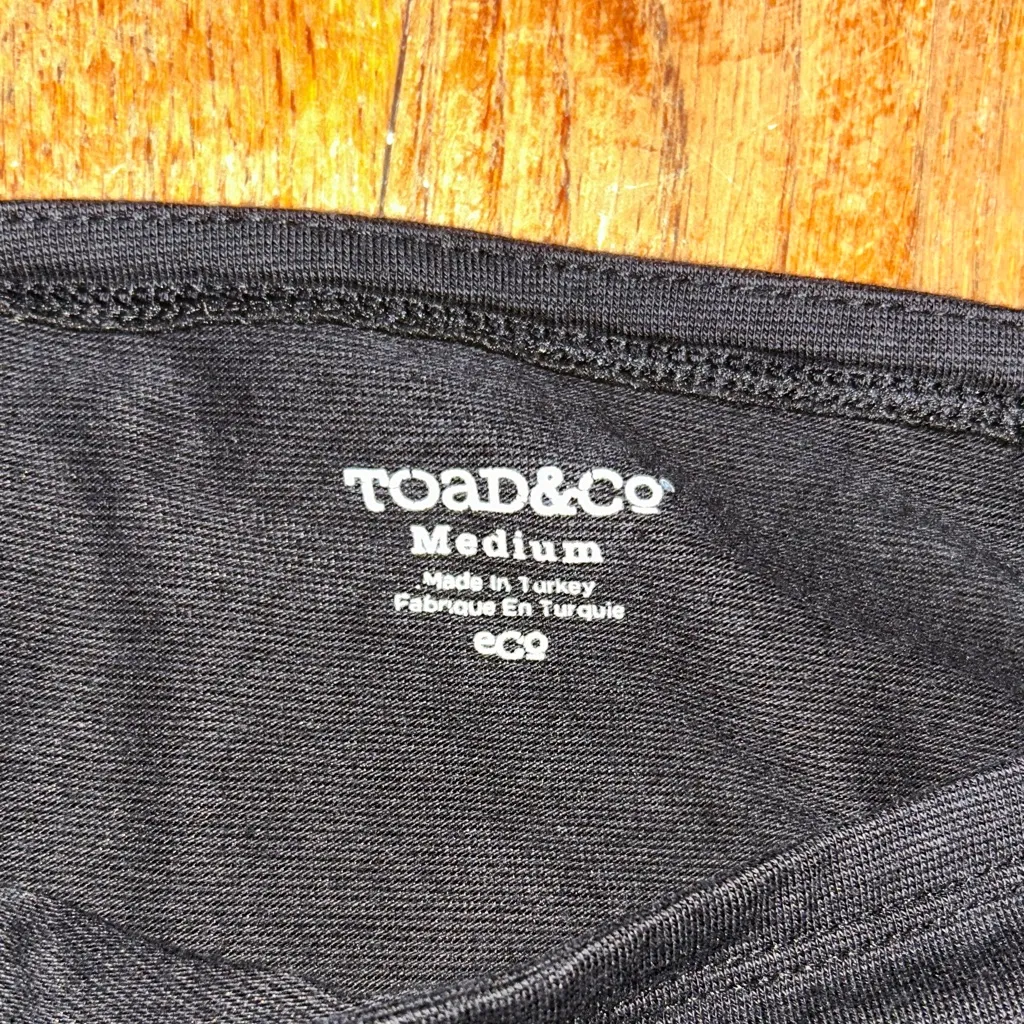 TOaD&Co
Medium
Made In Turkey
Fabrique En Turquie
eco